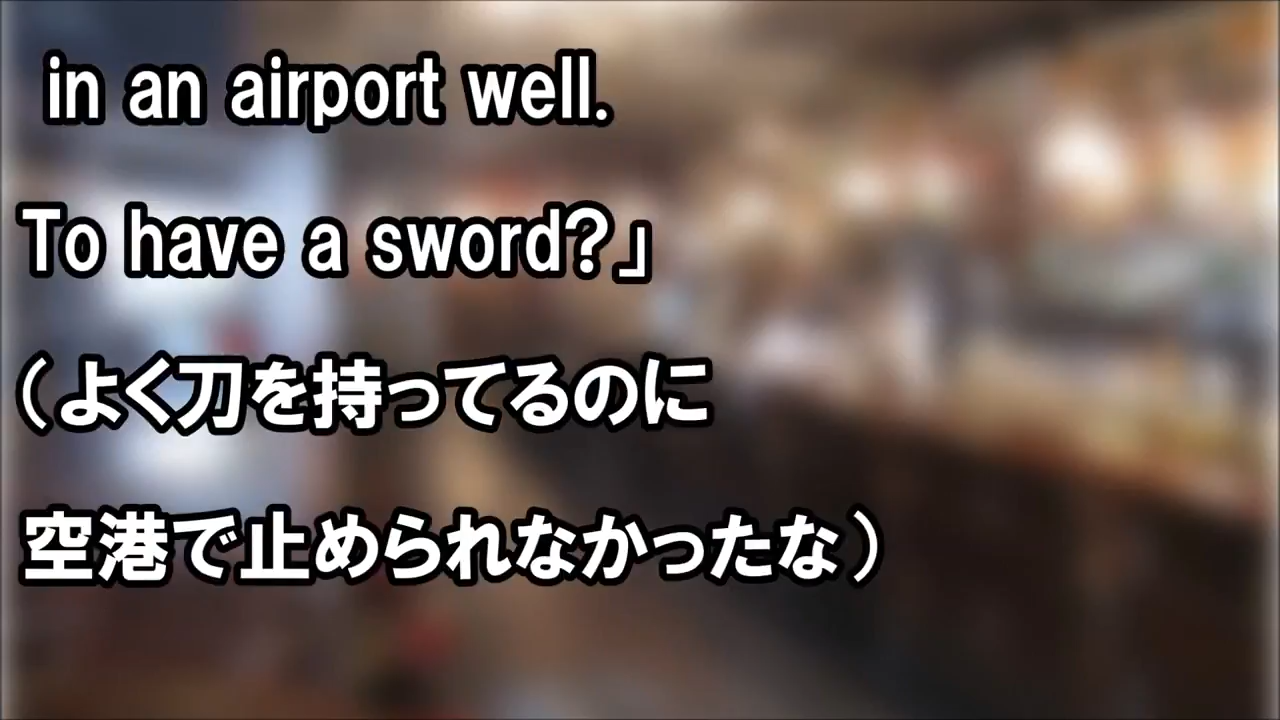 in an airport well.
To have a sword?」
（よく刀を持ってるのに
空港で止められなかったな）